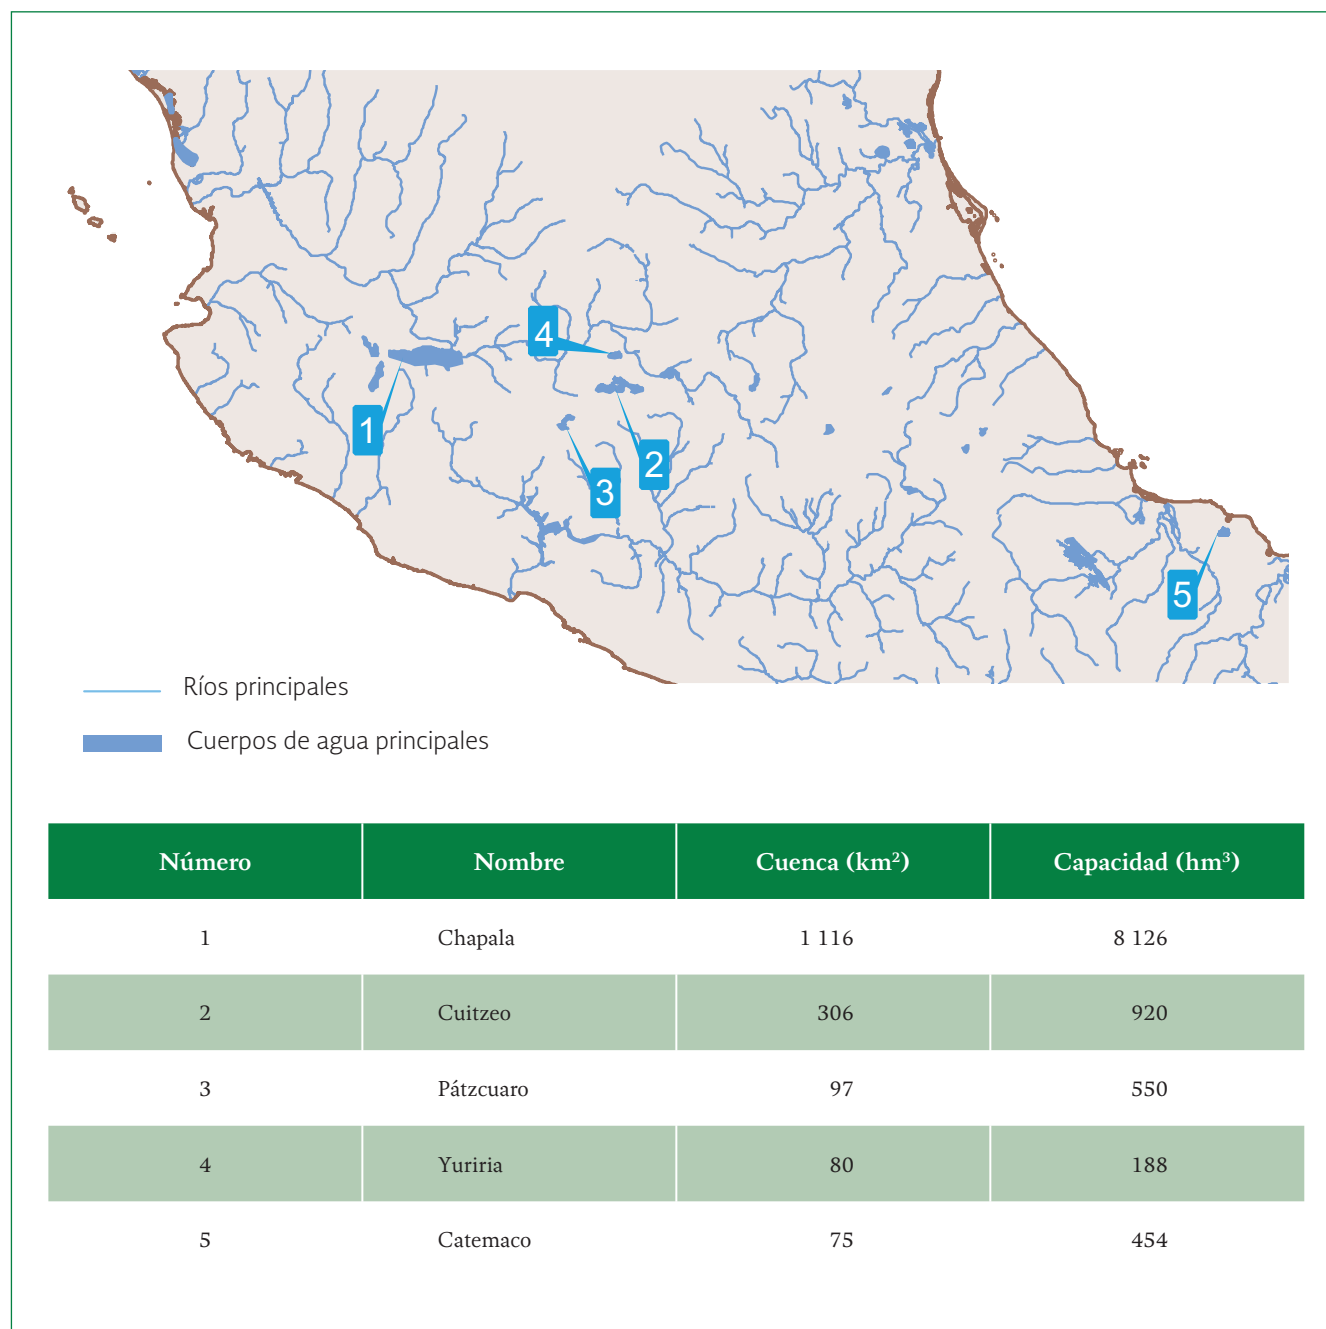 4
1
2
3
5
Ríos principales
Cuerpos de agua principales
Número Nombre Cuenca (km²) Capacidad (hm³)
1 Chapala 1 116 8 126
2 Cuitzeo 306 920
3 Pátzcuaro 97 550
4 Yuriria 80 188
5 Catemaco 75 454